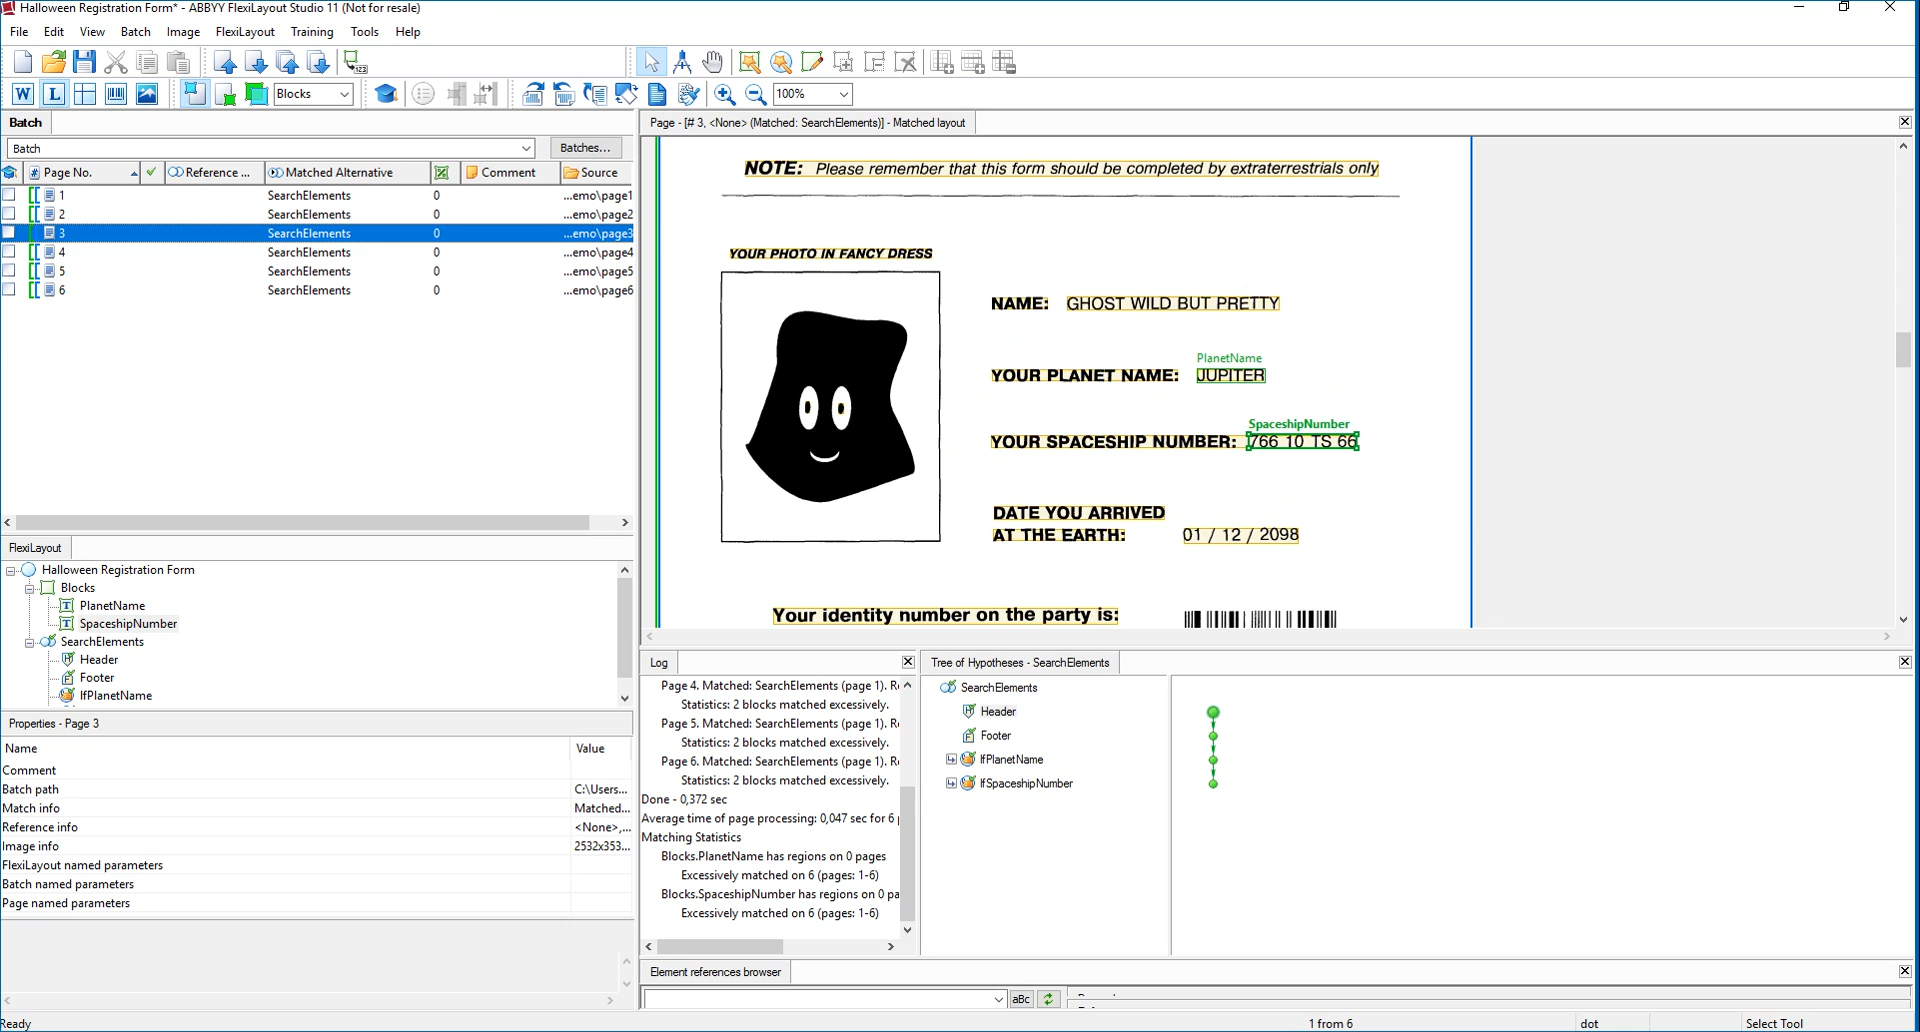 Halloween Registration Form* - ABBYY FlexiLayout Studio 11 (Not for resale)
File Edit View Batch Image FlexiLayout Training Tools Help
123
W L Blocks 100%
Batch
Batch Batches...
# Page No. Reference ... Matched Alternative Comment Source
1 SearchElements 0 ...emo\page1
2 SearchElements 0 ...emo\page2
3 SearchElements 0 ...emo\page3
4 SearchElements 0 ...emo\page4
5 SearchElements 0 ...emo\page5
6 SearchElements 0 ...emo\page6
FlexiLayout
Halloween Registration Form
Blocks
T PlanetName
T SpaceshipNumber
SearchElements
Header
Footer
IfPlanetName
Properties - Page 3
Name Value
Comment
Batch path C:\Users...
Match info Matched...
Reference info <None>,...
Image info 2532x353...
FlexiLayout named parameters
Batch named parameters
Page named parameters
Page - [# 3, <None> (Matched: SearchElements)] - Matched layout
NOTE: Please remember that this form should be completed by extraterrestrials only
YOUR PHOTO IN FANCY DRESS
NAME: GHOST WILD BUT PRETTY
PlanetName
YOUR PLANET NAME: JUPITER
SpaceshipNumber
YOUR SPACESHIP NUMBER: 766 10 TS 66
DATE YOU ARRIVED
AT THE EARTH: 01 / 12 / 2098
Your identity number on the party is:
Log
Page 4. Matched: SearchElements (page 1). R
Statistics: 2 blocks matched excessively.
Page 5. Matched: SearchElements (page 1). R
Statistics: 2 blocks matched excessively.
Page 6. Matched: SearchElements (page 1). R
Statistics: 2 blocks matched excessively.
Done - 0,372 sec
Average time of page processing: 0,047 sec for 6
Matching Statistics
Blocks.PlanetName has regions on 0 pages
Excessively matched on 6 (pages: 1-6)
Blocks.SpaceshipNumber has regions on 0 pa
Excessively matched on 6 (pages: 1-6)
Tree of Hypotheses - SearchElements
SearchElements
Header
Footer
IfPlanetName
IfSpaceshipNumber
Element references browser
aBc
Ready 1 from 6 dot Select Tool